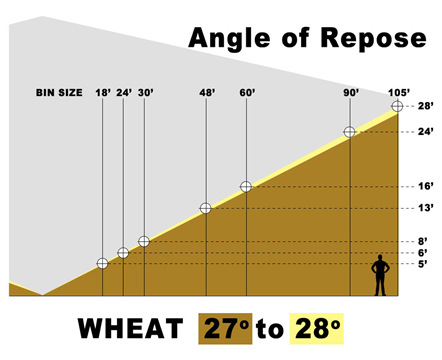 Angle of Repose
BIN SIZE 18' 24' 30' 48' 60' 90' 105'
28'
24'
16'
13'
8'
6'
5'
WHEAT 27° to 28°